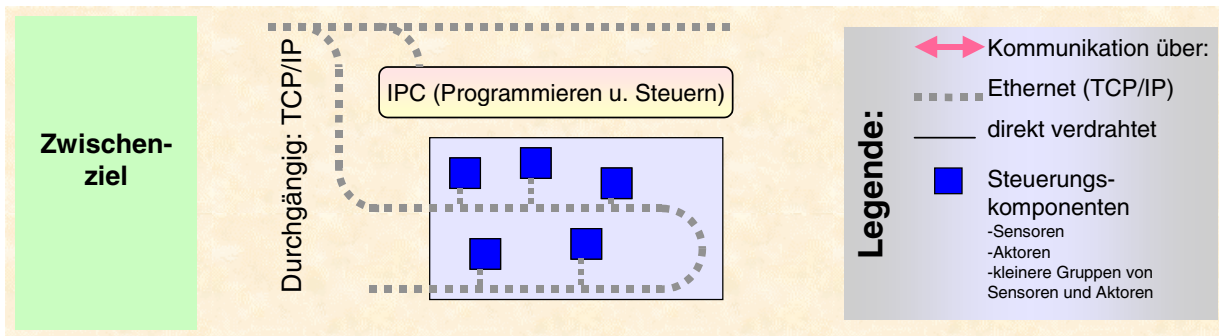 Zwischen-
ziel
Durchgängig: TCP/IP
IPC (Programmieren u. Steuern)
Legende:
Kommunikation über:
Ethernet (TCP/IP)
direkt verdrahtet
Steuerungs-
komponenten
-Sensoren
-Aktoren
-kleinere Gruppen von
Sensoren und Aktoren